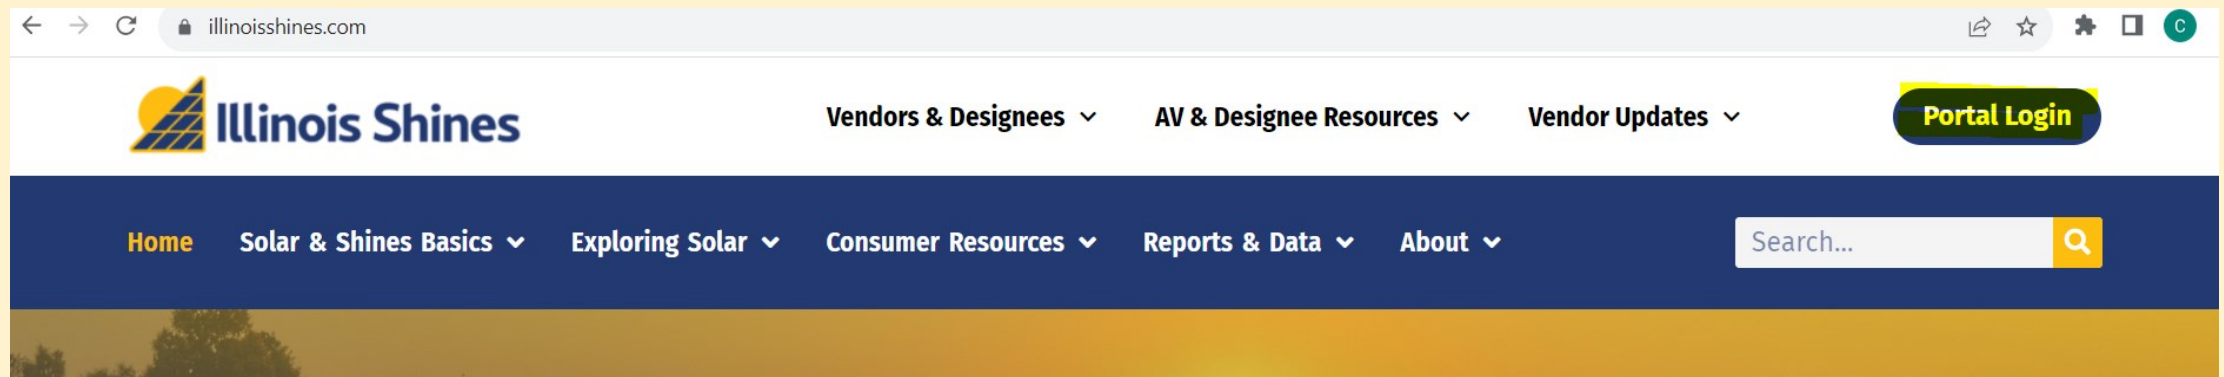 illinoisshines.com
C
Illinois Shines
Vendors & Designees
AV & Designee Resources
Vendor Updates
Portal Login
Home
Solar & Shines Basics
Exploring Solar
Consumer Resources
Reports & Data
About
Search...